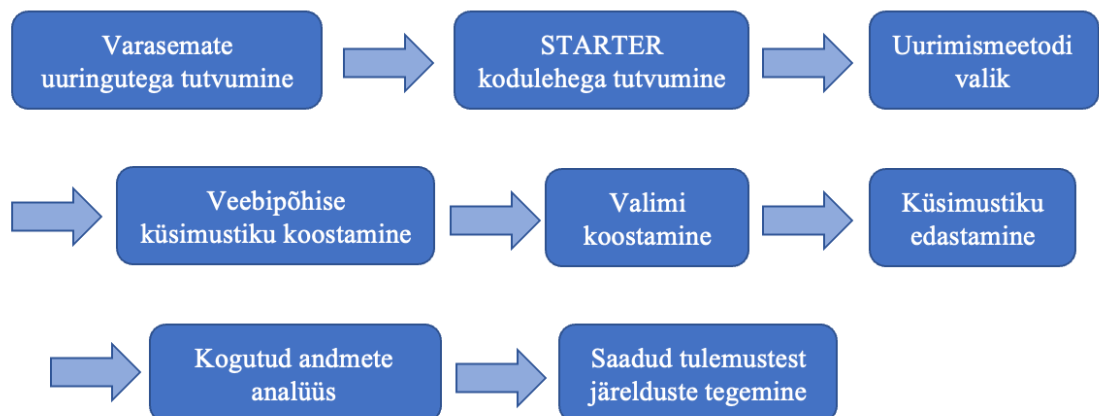 Varasemate
uuringutega tutvumine
STARTER
kodulehega tutvumine
Uurimismeetodi
valik
Veebipõhise
küsimustiku koostamine
Valimi
koostamine
Küsimustiku
edastamine
Kogutud andmete
analüüs
Saadud tulemustest
järelduste tegemine